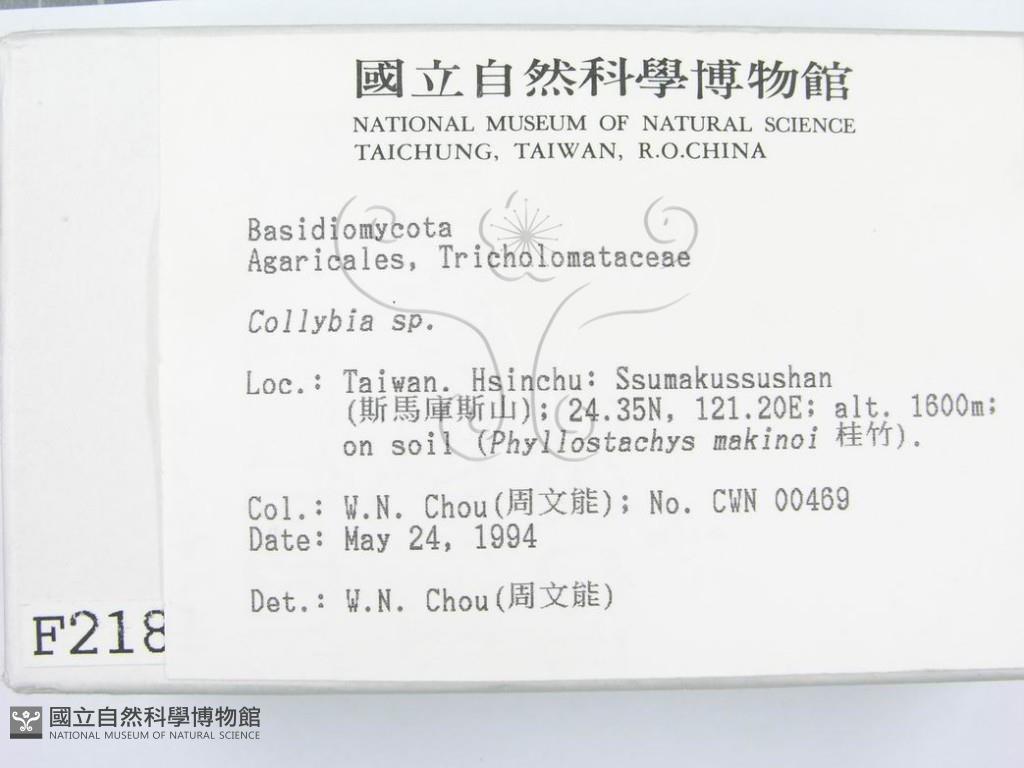 國立自然科學博物館
NATIONAL MUSEUM OF NATURAL SCIENCE
TAICHUNG, TAIWAN, R.O.CHINA
Basidiomycota
Agaricales, Tricholomataceae
Collybia sp.
Loc.: Taiwan. Hsinchu: Ssumakussushan
(斯馬庫斯山); 24.35N, 121.20E; alt. 1600m;
on soil (Phyllostachys makinoi 桂竹).
Col.: W.N. Chou(周文能); No. CWN 00469
Date: May 24, 1994
Det.: W.N. Chou(周文能)
F218
國立自然科學博物館
NATIONAL MUSEUM OF NATURAL SCIENCE